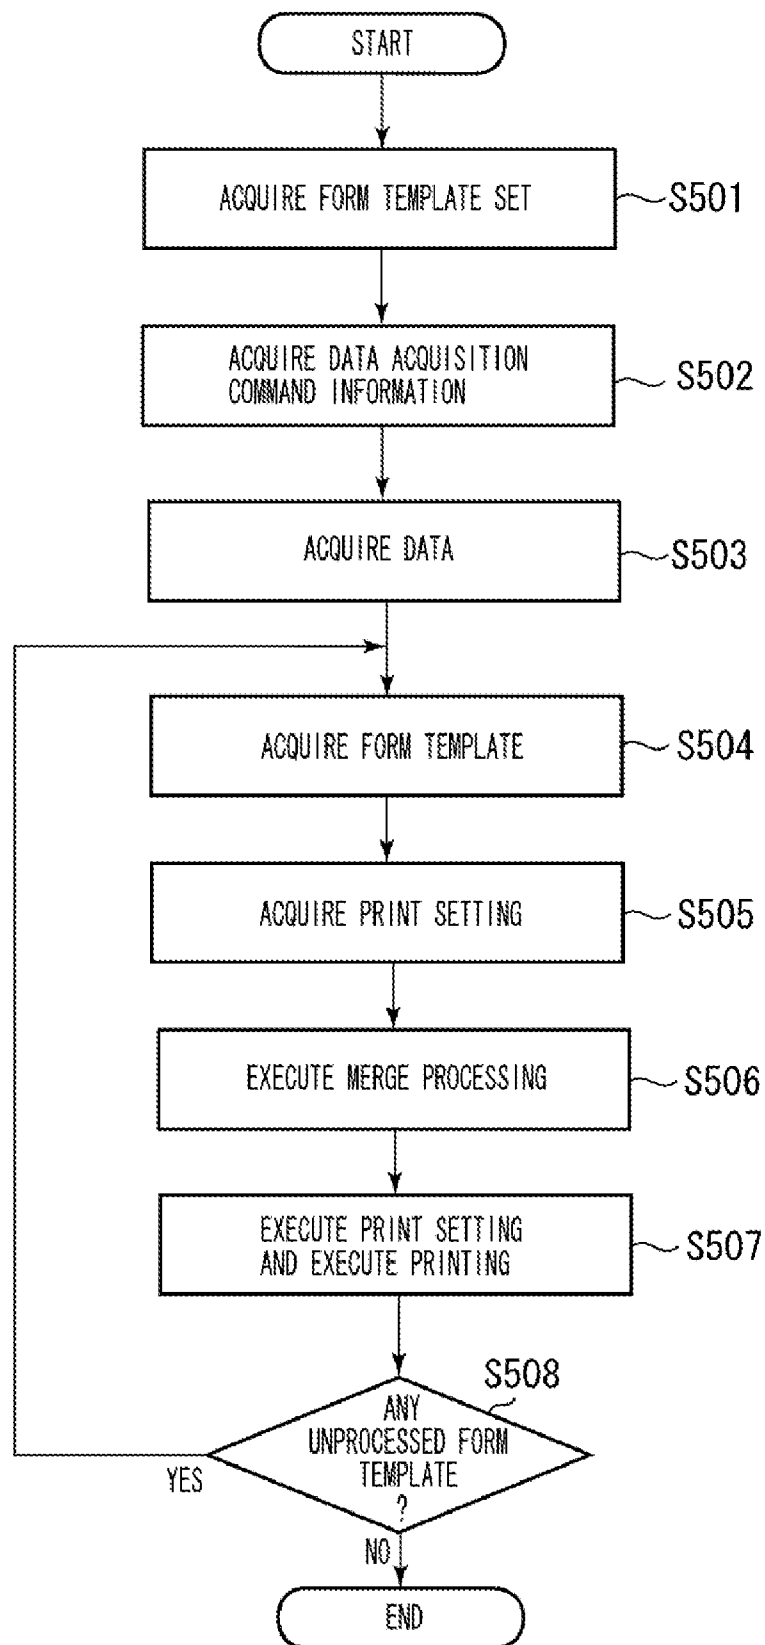 START
ACQUIRE FORM TEMPLATE SET
S501
ACQUIRE DATA ACQUISITION
COMMAND INFORMATION
S502
ACQUIRE DATA
S503
ACQUIRE FORM TEMPLATE
S504
ACQUIRE PRINT SETTING
S505
EXECUTE MERGE PROCESSING
S506
EXECUTE PRINT SETTING
AND EXECUTE PRINTING
S507
S508
ANY
UNPROCESSED FORM
TEMPLATE
?
YES
NO
END